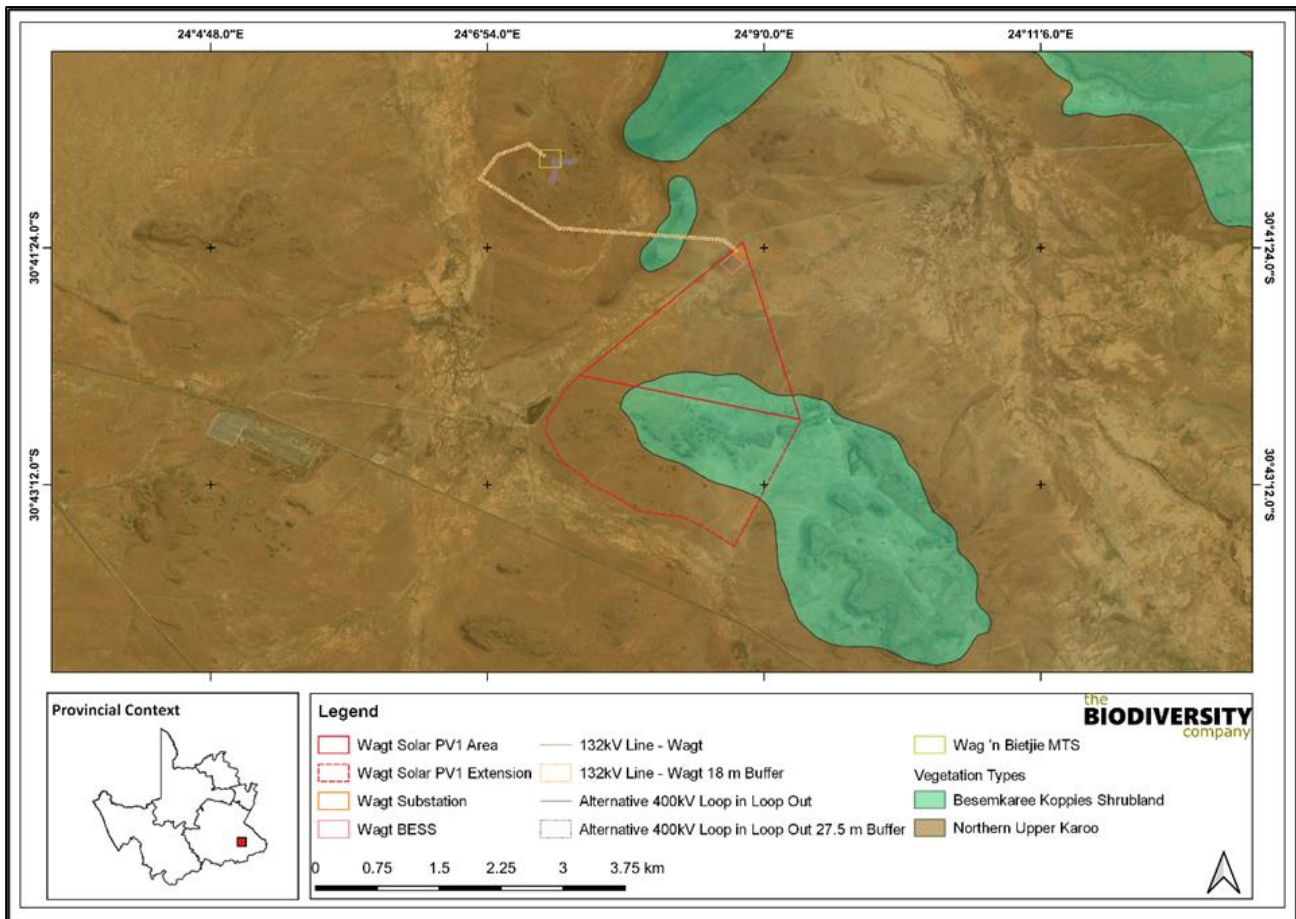 24°4'48.0"E 24°6'54.0"E 24°9'0.0"E 24°11'6.0"E
30°41'24.0"S 30°41'24.0"S
30°43'12.0"S 30°43'12.0"S
Provincial Context
Legend
the
BIODIVERSITY
company
Wagt Solar PV1 Area 132kV Line - Wagt Wag 'n Bietjie MTS
Wagt Solar PV1 Extension 132kV Line - Wagt 18 m Buffer Vegetation Types
Wagt Substation Alternative 400kV Loop in Loop Out Besemkaree Koppies Shrubland
Wagt BESS Alternative 400kV Loop in Loop Out 27.5 m Buffer Northern Upper Karoo
0 0.75 1.5 2.25 3 3.75 km